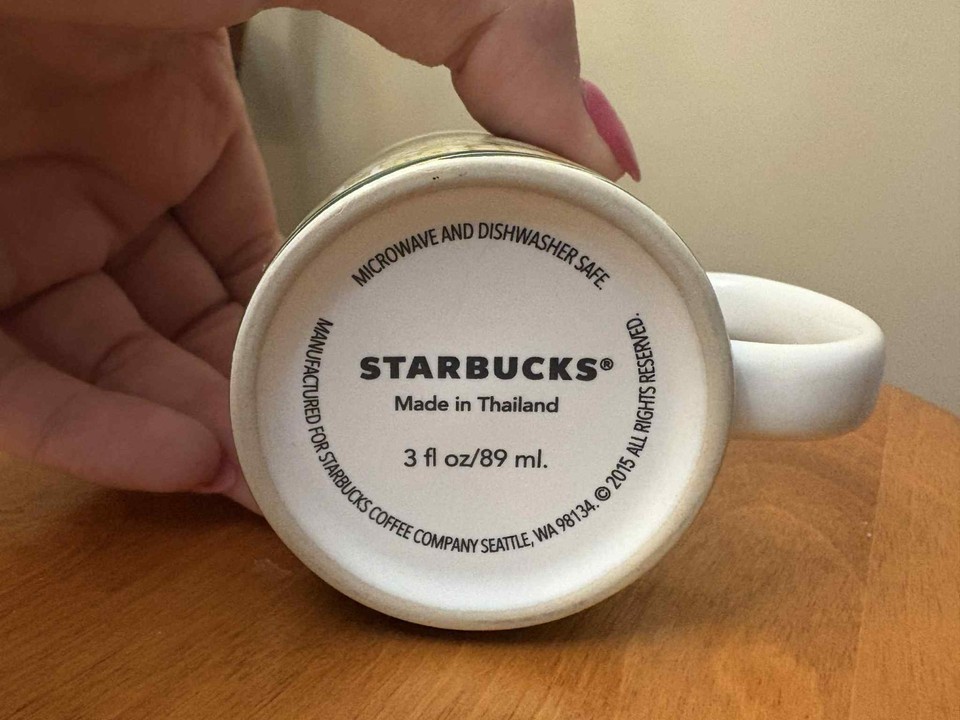 MICROWAVE AND DISHWASHER SAFE.
STARBUCKS®
Made in Thailand
3 fl oz/89 ml.
MANUFACTURED FOR STARBUCKS COFFEE COMPANY SEATTLE, WA 98134. © 2015 ALL RIGHTS RESERVED.